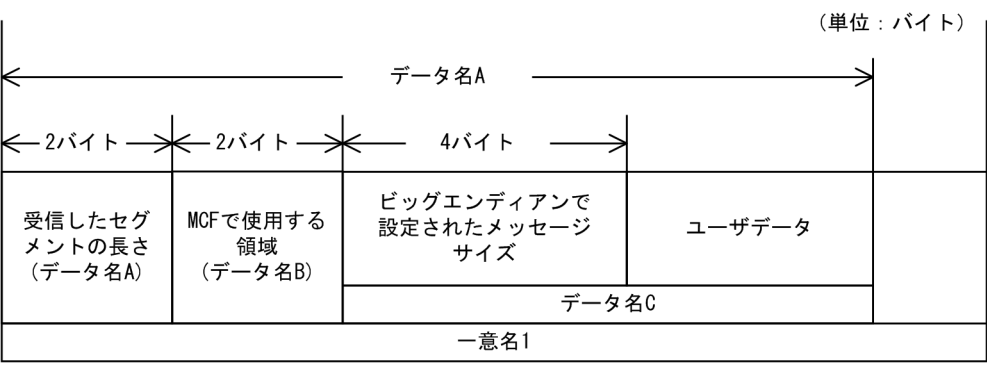 （単位：バイト）
データ名A
2バイト
2バイト
4バイト
受信したセグ
メントの長さ
（データ名A）
MCFで使用する
領域
（データ名B）
ビッグエンディアンで
設定されたメッセージ
サイズ
ユーザデータ
データ名C
一意名1